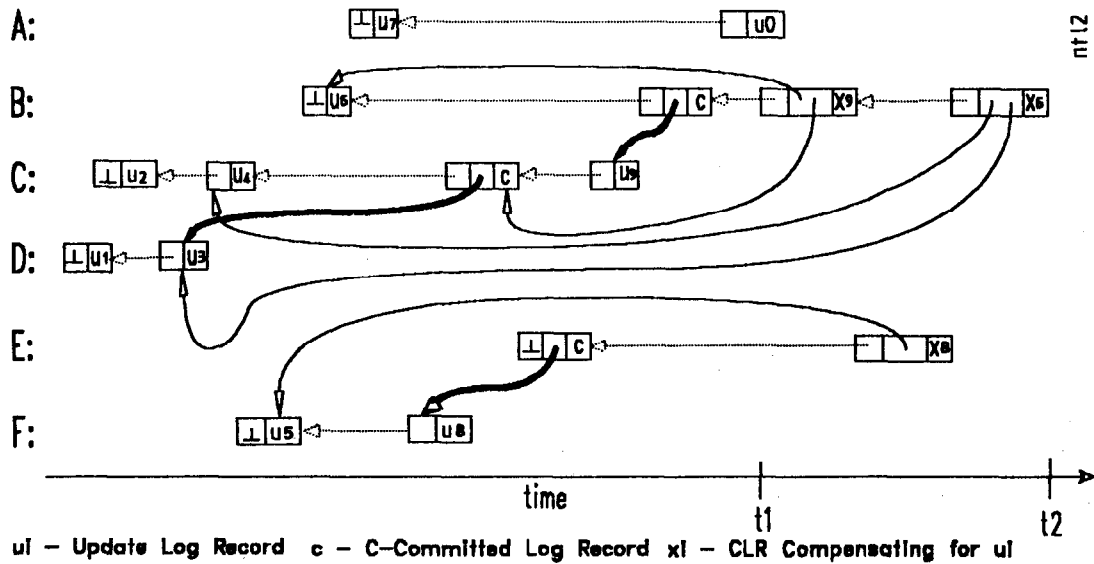 A: ⊥ u7 u0
nt12
B: ⊥ u6 c x9 x6
C: ⊥ u2 u4 c u9
D: ⊥ u1 u3
E: ⊥ c x8
F: ⊥ u5 u8
time t1 t2
ui – Update Log Record c – C-Committed Log Record xi – CLR Compensating for ui